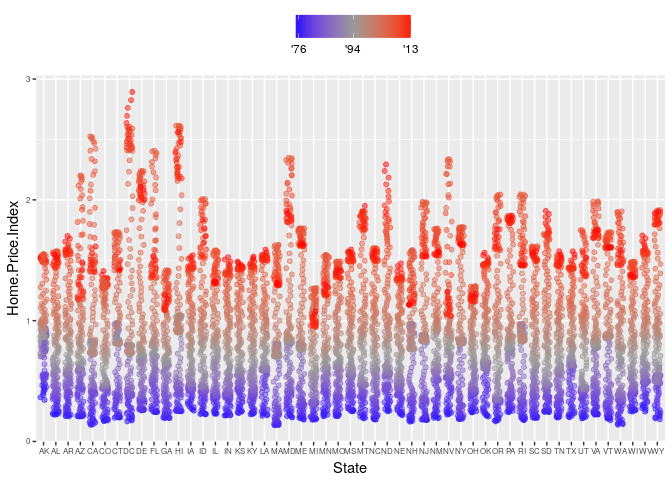 '76 '94 '13
3
2
1
0
Home.Price.Index
AK AL AR AZ CA CO CT DC DE FL GA HI IA ID IL IN KS KY LA MA MD ME MI MN MO MS MT NC ND NE NH NJ NM NV NY OH OK OR PA RI SC SD TN TX UT VA VT WA WI WV WY
State